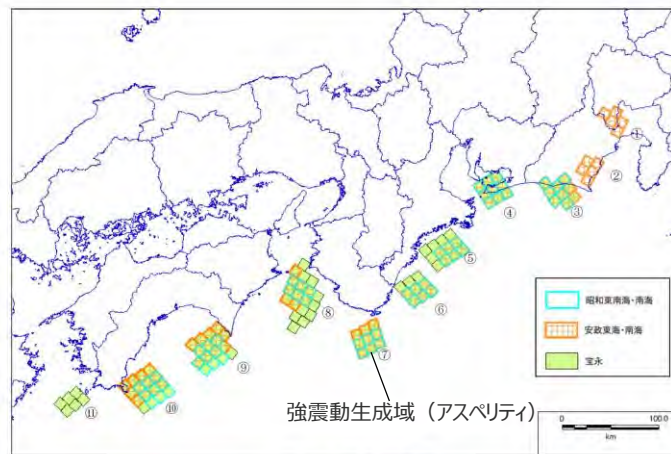 ①
②
③
④
⑤
⑥
⑦
⑧
⑨
⑩
⑪
昭和東南海・南海
安政東海・南海
宝永
強震動生成域（アスペリティ）
0 100.0
km